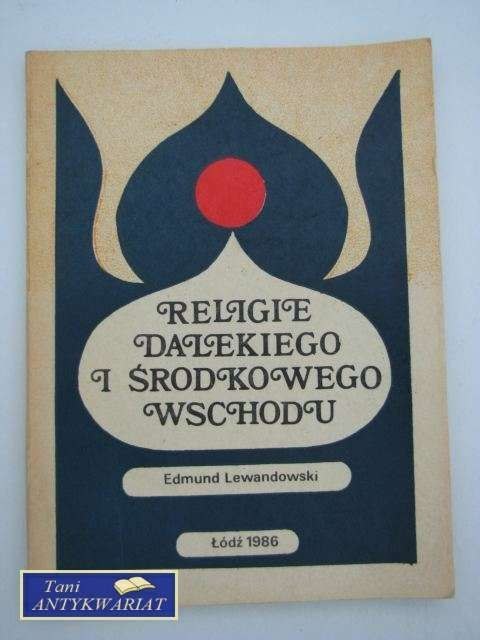 RELIGIE
DALEKIEGO
I ŚRODKOWEGO
WSCHODU
Edmund Lewandowski
Łódź 1986
Tani
ANTYKWARIAT